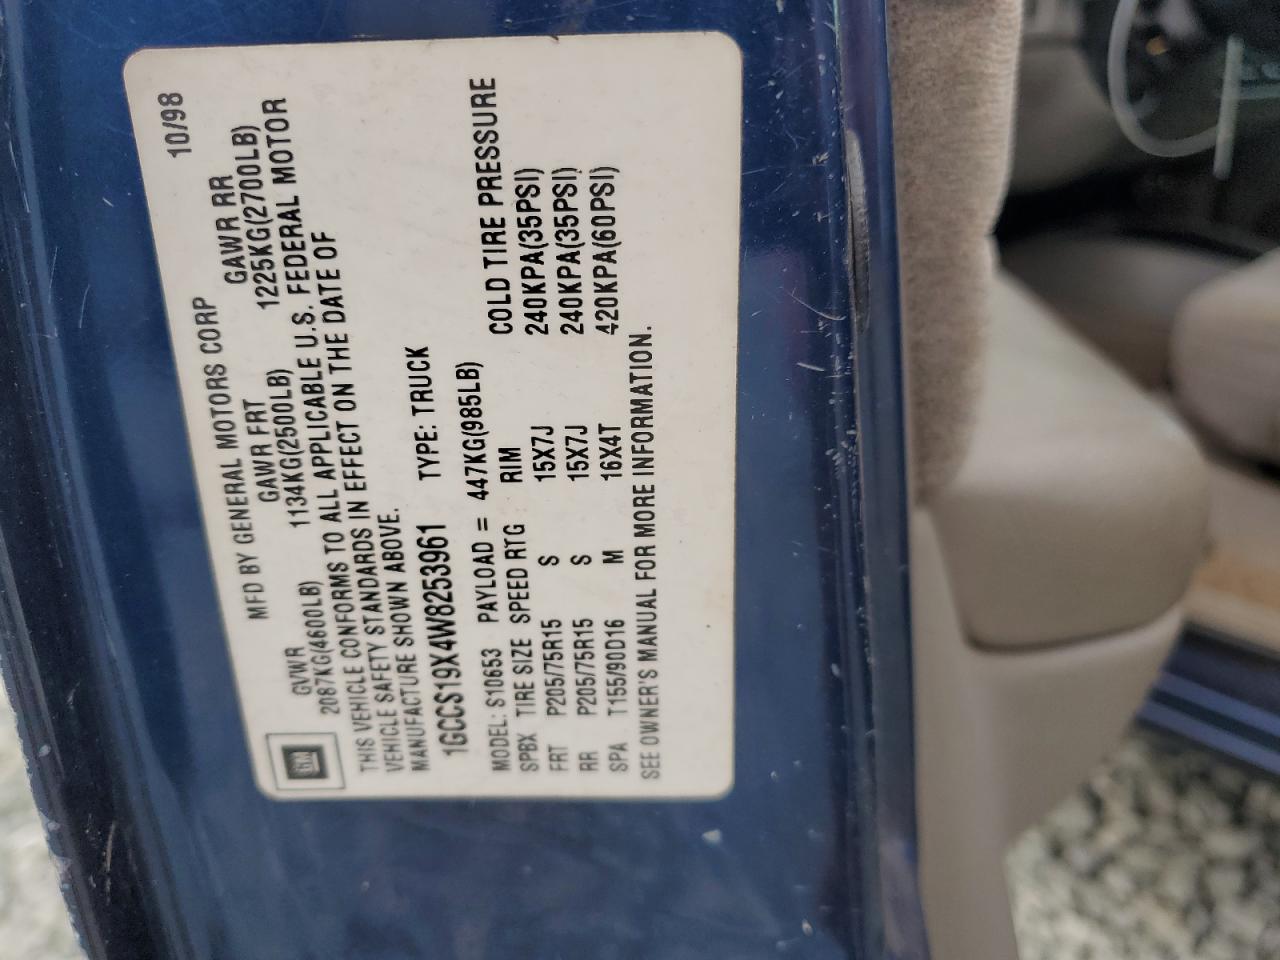 MFD BY GENERAL MOTORS CORP 10/98
GVWR GAWR FRT GAWR RR
2087KG(4600LB) 1134KG(2500LB) 1225KG(2700LB)
THIS VEHICLE CONFORMS TO ALL APPLICABLE U.S. FEDERAL MOTOR
VEHICLE SAFETY STANDARDS IN EFFECT ON THE DATE OF
MANUFACTURE SHOWN ABOVE.
1GCCS19X4W8253961 TYPE: TRUCK
MODEL: S10653 PAYLOAD = 447KG(985LB)
SPBX TIRE SIZE SPEED RTG RIM COLD TIRE PRESSURE
FRT P205/75R15 S 15X7J 240KPA(35PSI)
RR P205/75R15 S 15X7J 240KPA(35PSI)
SPA T155/90D16 M 16X4T 420KPA(60PSI)
SEE OWNER'S MANUAL FOR MORE INFORMATION.
GM